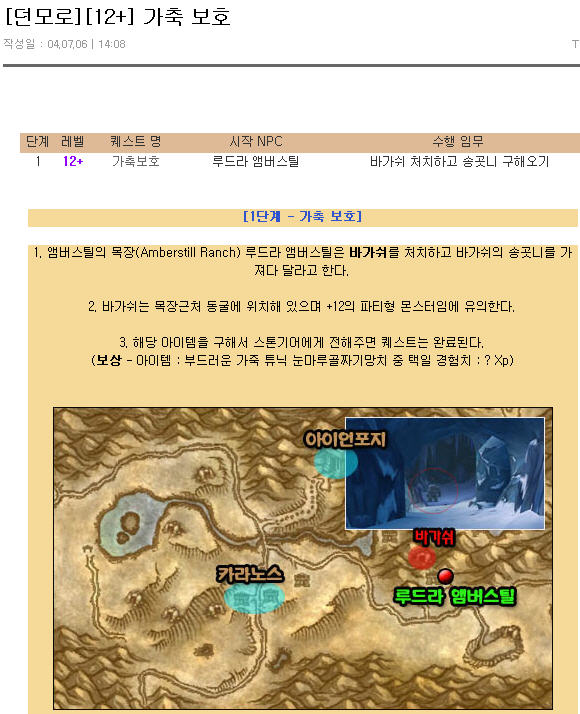 [던모로][12+] 가축 보호
작성일 : 04,07,06 | 14:08
T
단계 레벨 퀘스트 명 시작 NPC 수행 임무
1 12+ 가축보호 루드라 앰버스틸 바가쉬 처치하고 송곳니 구해오기
[1단계 - 가축 보호]
1, 앰버스틸의 목장(Amberstill Ranch) 루드라 앰버스틸은 바가쉬를 처치하고 바가쉬의 송곳니를 가
져다 달라고 한다.
2, 바가쉬는 목장근처 동굴에 위치해 있으며 +12의 파티형 몬스터임에 유의한다.
3, 해당 아이템을 구해서 스톤기어에게 전해주면 퀘스트는 완료된다.
(보상 - 아이템 : 부드러운 가죽 튜닉 눈마루골짜기망치 중 택일 경험치 : ? Xp)
아이언포지
바가쉬
카라노스
루드라 앰버스틸